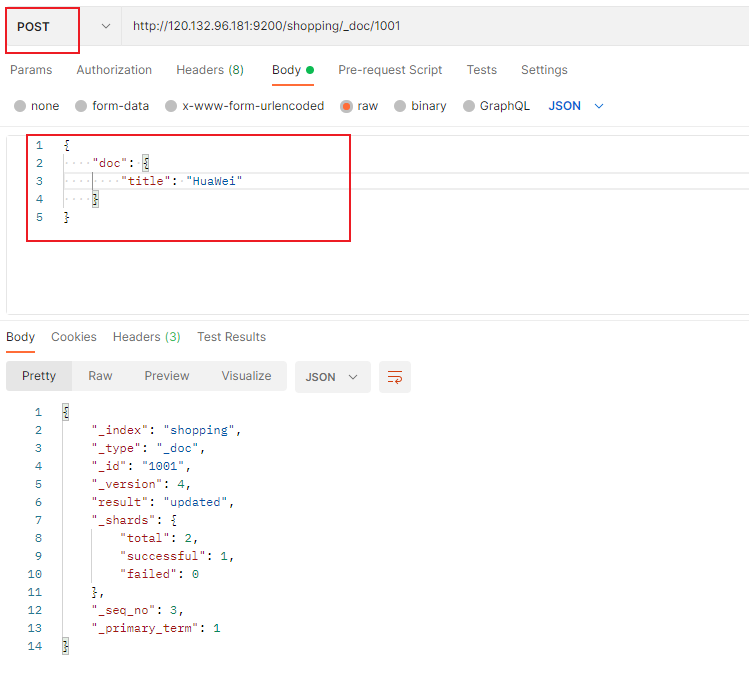 POST http://120.132.96.181:9200/shopping/_doc/1001
Params Authorization Headers (8) Body Pre-request Script Tests Settings
none form-data x-www-form-urlencoded raw binary GraphQL JSON
1 {
2 ····"doc": {
3 ········"title": "HuaWei"
4 ····}
5 }
Body Cookies Headers (3) Test Results
Pretty Raw Preview Visualize JSON
1 {
2 "_index": "shopping",
3 "_type": "_doc",
4 "_id": "1001",
5 "_version": 4,
6 "result": "updated",
7 "_shards": {
8 "total": 2,
9 "successful": 1,
10 "failed": 0
11 },
12 "_seq_no": 3,
13 "_primary_term": 1
14 }